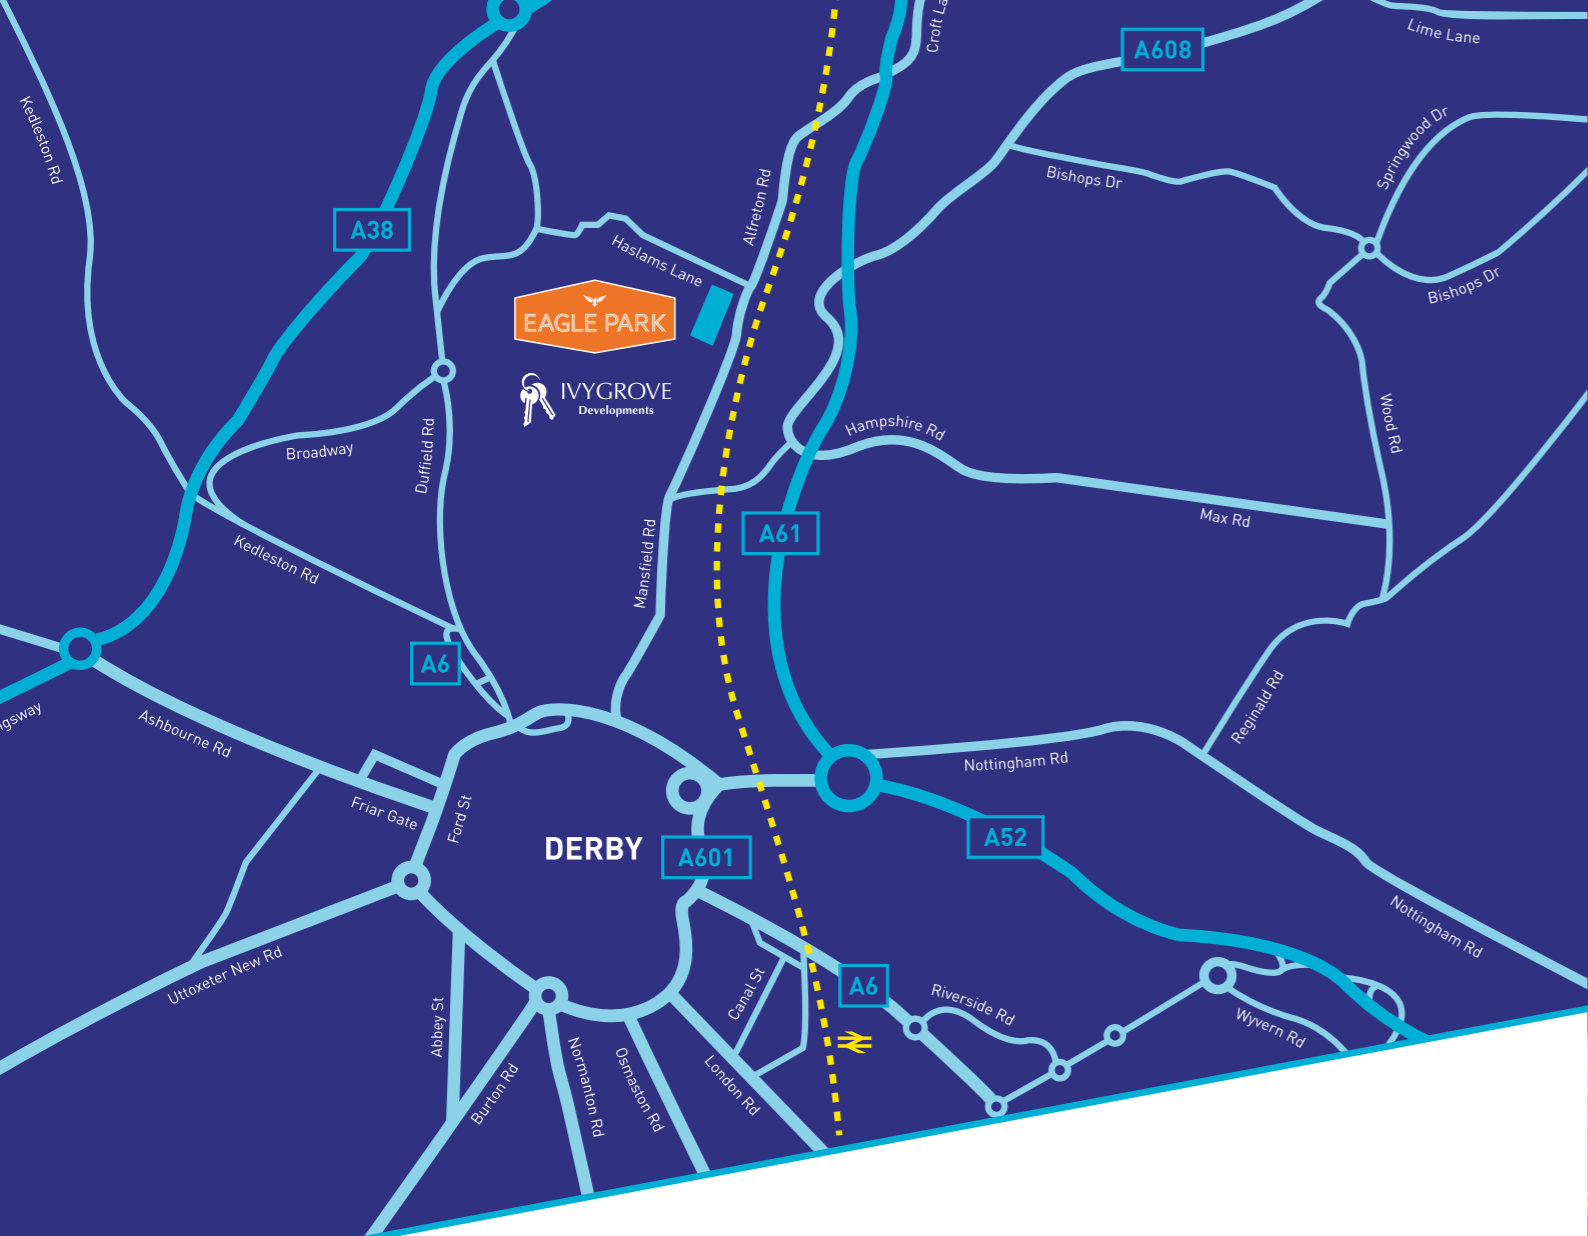 Croft La
Lime Lane
A608
Kedleston Rd
Springwood Dr
Bishops Dr
Alfreton Rd
A38
Haslams Lane
Bishops Dr
EAGLE PARK
IVYGROVE
Developments
Wood Rd
Hampshire Rd
Broadway
Duffield Rd
Max Rd
A61
Kedleston Rd
Mansfield Rd
A6
gsway
Ashbourne Rd
Reginald Rd
Nottingham Rd
Friar Gate
Ford St
DERBY
A601
A52
Nottingham Rd
Uttoxeter New Rd
Canal St
A6
Riverside Rd
Abbey St
Wyvern Rd
Normanton Rd
Osmaston Rd
London Rd
Burton Rd